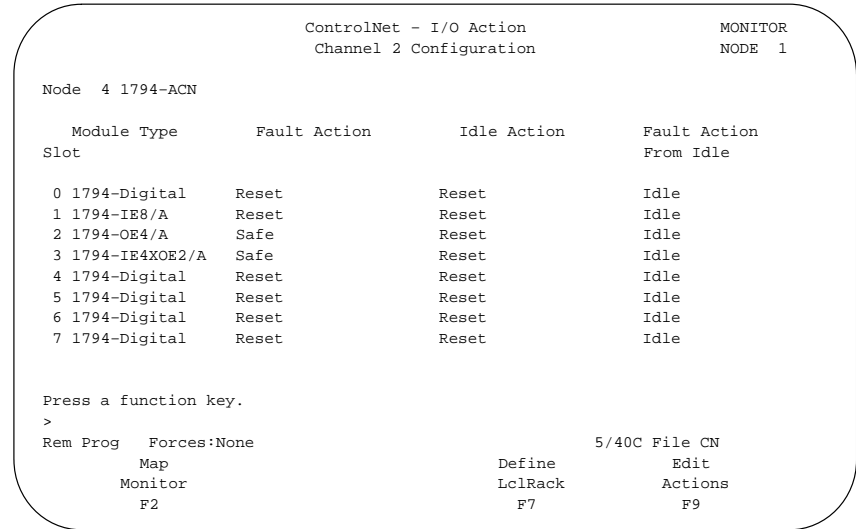 ControlNet – I/O Action MONITOR
Channel 2 Configuration NODE 1
Node 4 1794-ACN
Module Type Fault Action Idle Action Fault Action
Slot From Idle
0 1794-Digital Reset Reset Idle
1 1794-IE8/A Reset Reset Idle
2 1794-OE4/A Safe Reset Idle
3 1794-IE4XOE2/A Safe Reset Idle
4 1794-Digital Reset Reset Idle
5 1794-Digital Reset Reset Idle
6 1794-Digital Reset Reset Idle
7 1794-Digital Reset Reset Idle
Press a function key.
>
Rem Prog Forces:None 5/40C File CN
Map Define Edit
Monitor LclRack Actions
F2 F7 F9